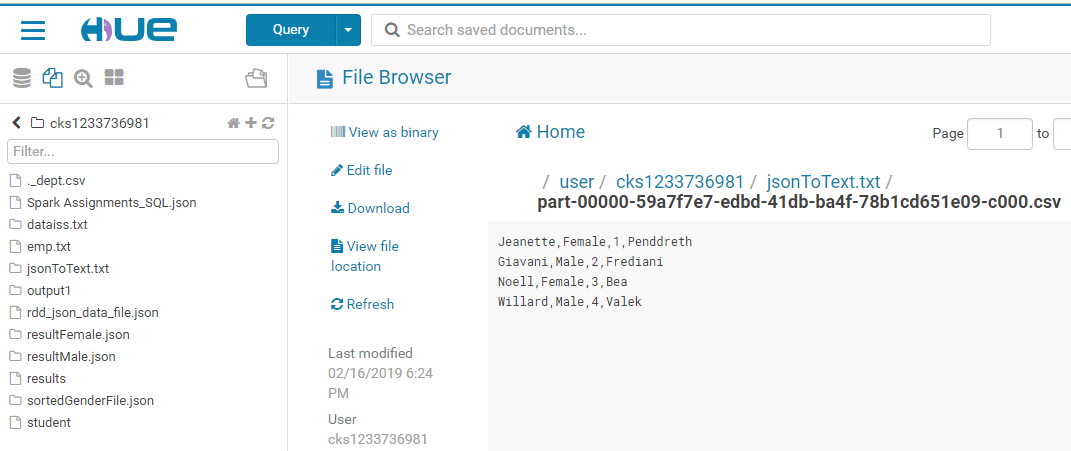 HUE
Query
Search saved documents...
File Browser
cks1233736981
Filter...
._dept.csv
Spark Assignments_SQL.json
dataiss.txt
emp.txt
jsonToText.txt
output1
rdd_json_data_file.json
resultFemale.json
resultMale.json
results
sortedGenderFile.json
student
View as binary
Edit file
Download
View file
location
Refresh
Last modified
02/16/2019 6:24
PM
User
cks1233736981
Home
Page 1 to
/ user / cks1233736981 / jsonToText.txt /
part-00000-59a7f7e7-edbd-41db-ba4f-78b1cd651e09-c000.csv
Jeanette,Female,1,Penddreth
Giavani,Male,2,Frediani
Noell,Female,3,Bea
Willard,Male,4,Valek